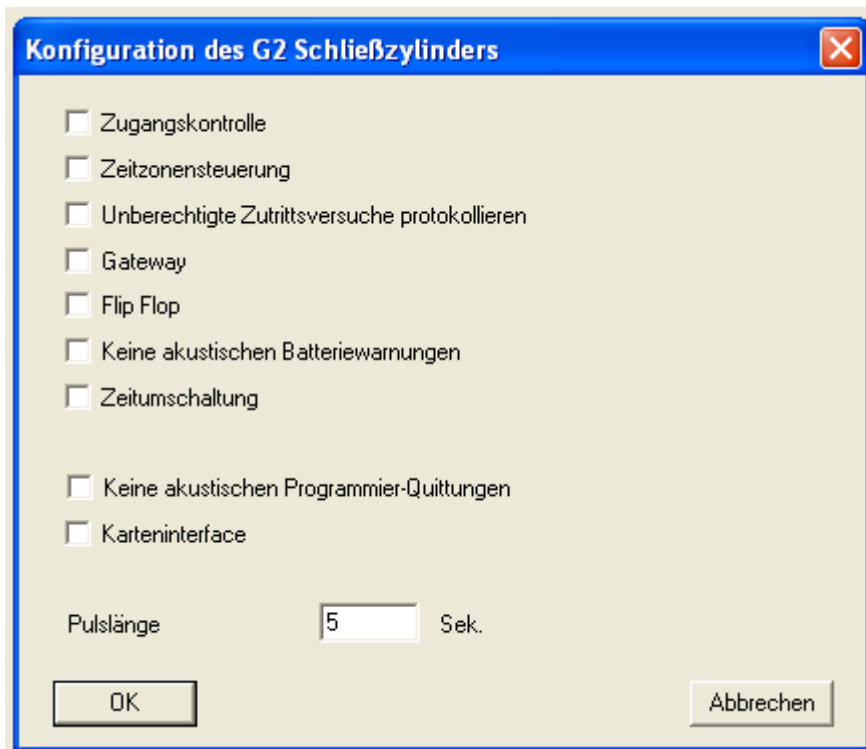 Konfiguration des G2 Schließzylinders
Zugangskontrolle
Zeitzonensteuerung
Unberechtigte Zutrittsversuche protokollieren
Gateway
Flip Flop
Keine akustischen Batteriewarnungen
Zeitumschaltung
Keine akustischen Programmier-Quittungen
Karteninterface
Pulslänge 5 Sek.
OK Abbrechen